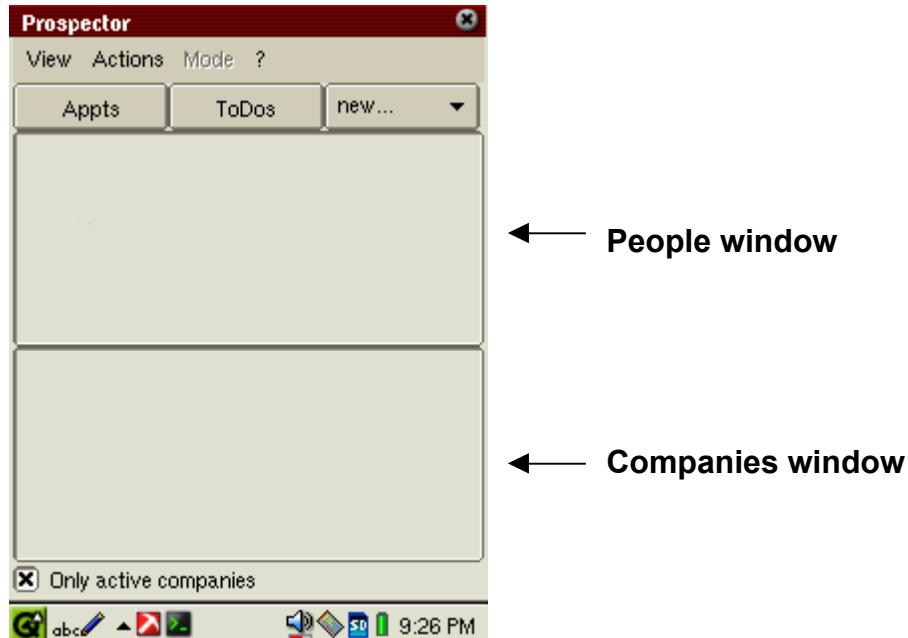 Prospector
View Actions Mode ?
Appts ToDos new...
People window
Companies window
Only active companies
abc SD 9:26 PM